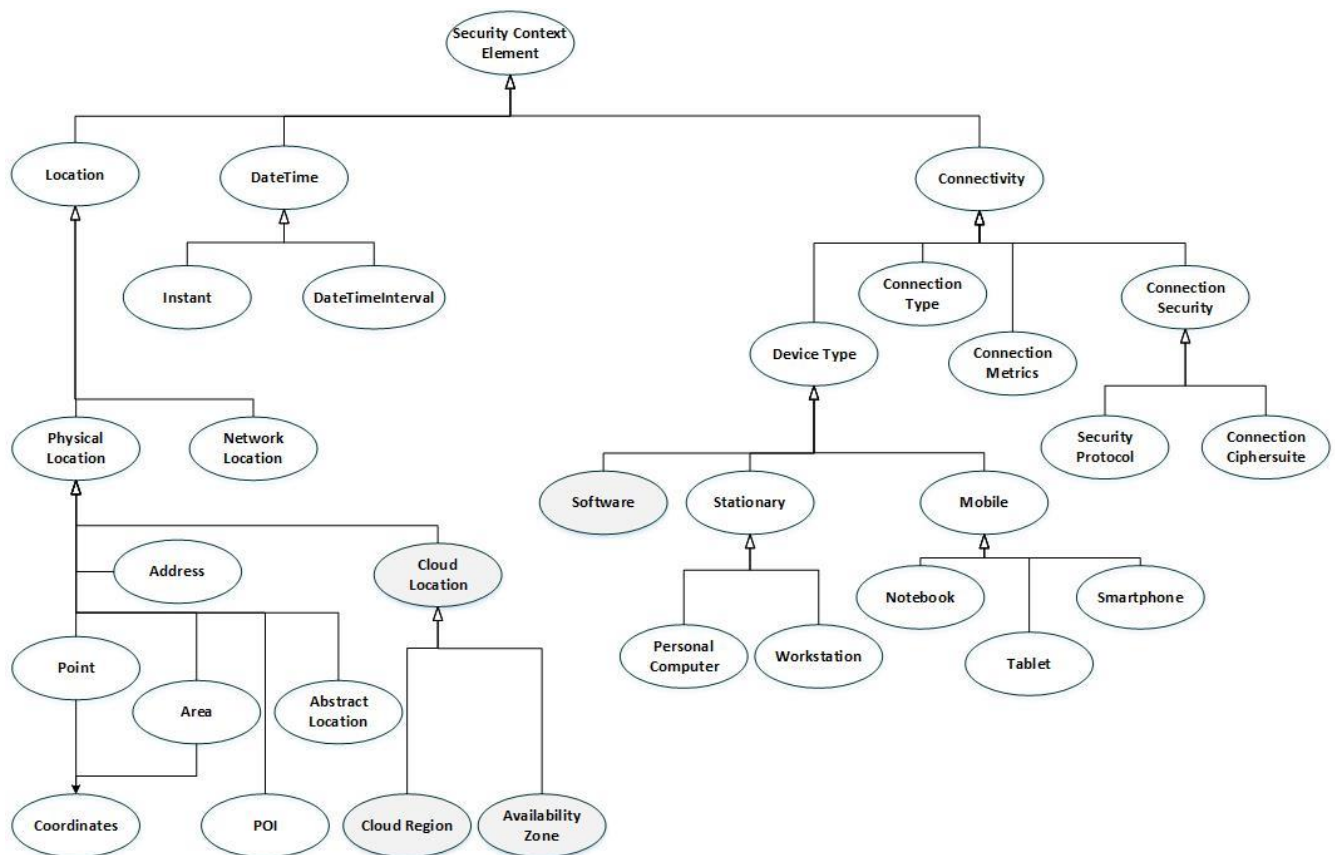 Security Context
Element
Location
DateTime
Connectivity
Instant
DateTimeInterval
Connection
Type
Connection
Security
Device Type
Connection
Metrics
Physical
Location
Network
Location
Security
Protocol
Connection
Ciphersuite
Software
Stationary
Mobile
Address
Cloud
Location
Notebook
Smartphone
Personal
Computer
Workstation
Tablet
Point
Area
Abstract
Location
Coordinates
POI
Cloud Region
Availability
Zone